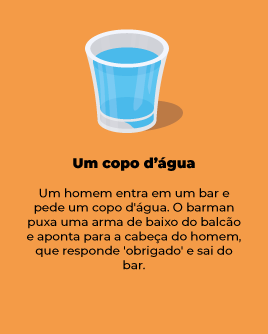 Um copo d'água
Um homem entra em um bar e
pede um copo d'água. O barman
puxa uma arma de baixo do balcão
e aponta para a cabeça do homem,
que responde 'obrigado' e sai do
bar.